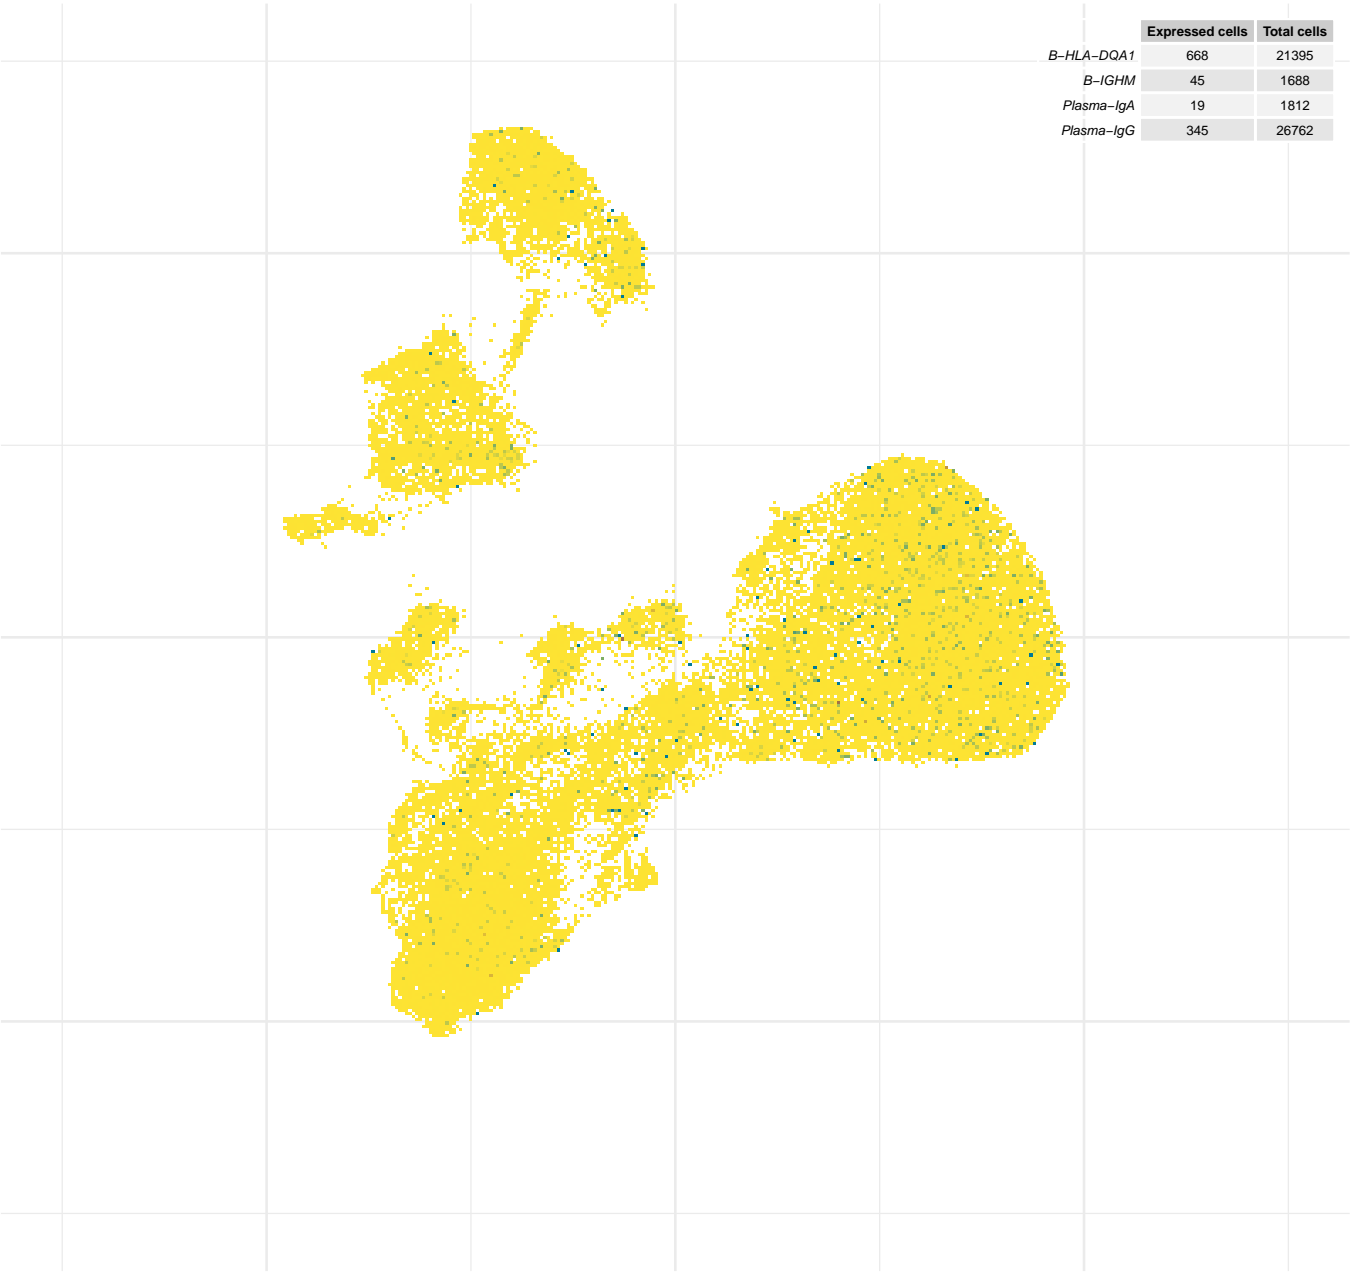 Expressed cells Total cells
B−HLA−DQA1 668 21395
B−IGHM 45 1688
Plasma−IgA 19 1812
Plasma−IgG 345 26762